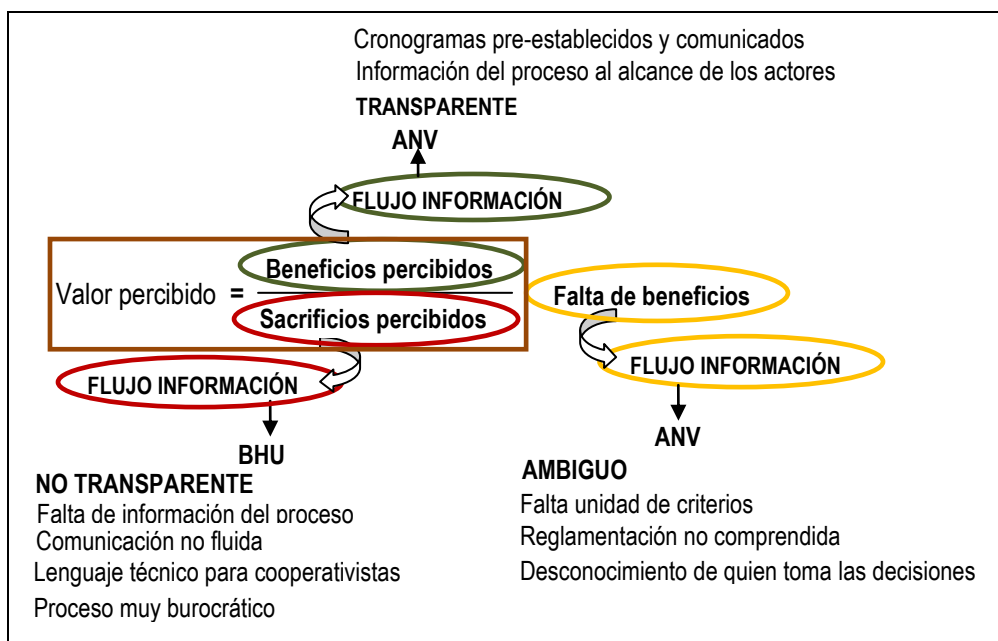 Cronogramas pre-establecidos y comunicados
Información del proceso al alcance de los actores
TRANSPARENTE
ANV
FLUJO INFORMACIÓN
Beneficios percibidos
Valor percibido =
Sacrificios percibidos
Falta de beneficios
FLUJO INFORMACIÓN
FLUJO INFORMACIÓN
BHU
NO TRANSPARENTE
Falta de información del proceso
Comunicación no fluida
Lenguaje técnico para cooperativistas
Proceso muy burocrático
ANV
AMBIGUO
Falta unidad de criterios
Reglamentación no comprendida
Desconocimiento de quien toma las decisiones